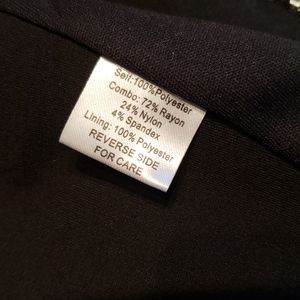 Self:100%Polyester
Combo: 72% Rayon
24% Nylon
4% Spandex
Lining: 100% Polyester
REVERSE SIDE
FOR CARE